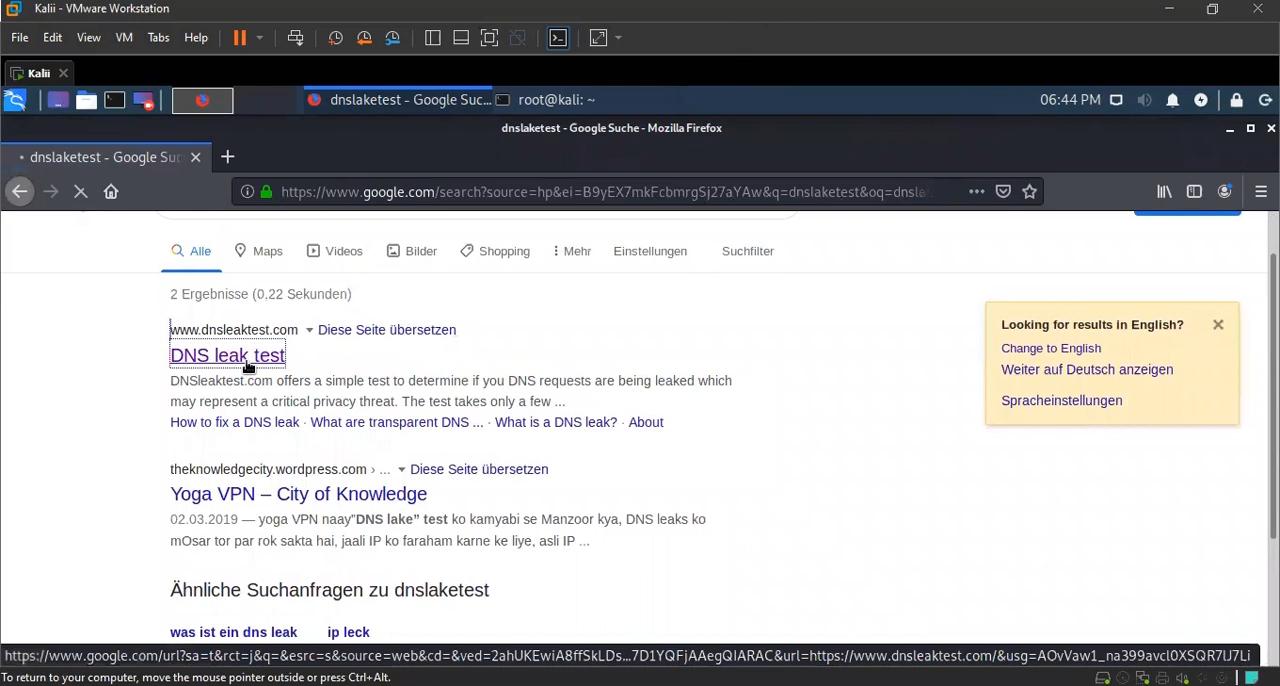 Kalii - VMware Workstation
File Edit View VM Tabs Help
Kalii
dnslaketest - Google Suc... root@kali: ~ 06:44 PM
dnslaketest - Google Suche - Mozilla Firefox
dnslaketest - Google Suc
https://www.google.com/search?source=hp&ei=B9yEX7mkFcbmrgSj27aYAw&q=dnslaketest&oq=dnsla
Alle Maps Videos Bilder Shopping Mehr Einstellungen Suchfilter
2 Ergebnisse (0,22 Sekunden)
www.dnsleaktest.com Diese Seite übersetzen
DNS leak test
DNSleaktest.com offers a simple test to determine if you DNS requests are being leaked which
may represent a critical privacy threat. The test takes only a few ...
How to fix a DNS leak · What are transparent DNS ... · What is a DNS leak? · About
theknowledgecity.wordpress.com › ... Diese Seite übersetzen
Yoga VPN – City of Knowledge
02.03.2019 — yoga VPN naay"DNS lake" test ko kamyabi se Manzoor kya, DNS leaks ko
mOsar tor par rok sakta hai, jaali IP ko faraham karne ke liye, asli IP ...
Ähnliche Suchanfragen zu dnslaketest
was ist ein dns leak ip leck
Looking for results in English?
Change to English
Weiter auf Deutsch anzeigen
Spracheinstellungen
https://www.google.com/url?sa=t&rct=j&q=&esrc=s&source=web&cd=&ved=2ahUKEwiA8ffSkLDs...7D1YQFjAAegQIARAC&url=https://www.dnsleaktest.com/&usg=AOvVaw1_na399avcl0XSQR7lJ7Li
To return to your computer, move the mouse pointer outside or press Ctrl+Alt.